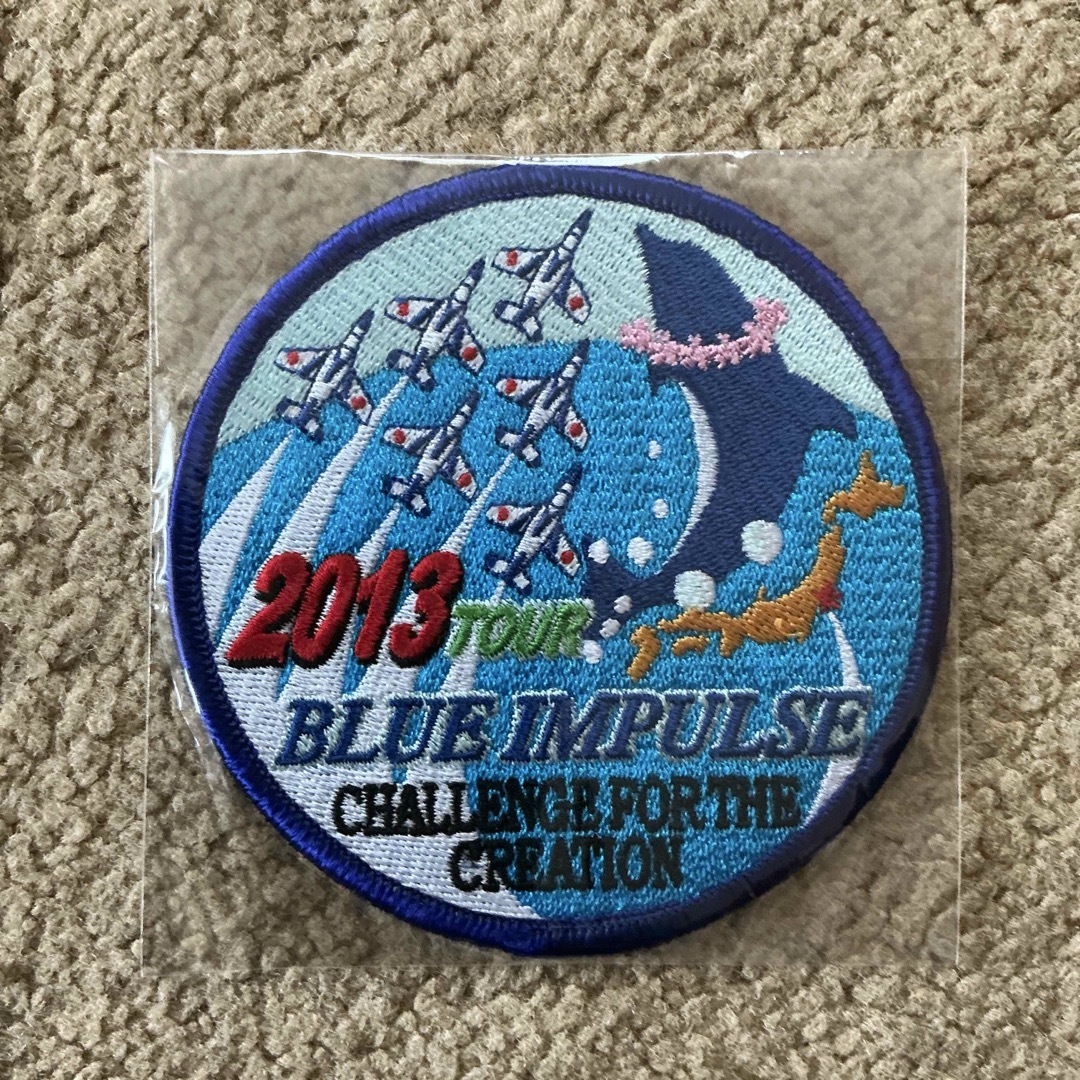 2013 TOUR
BLUE IMPULSE
CHALLENGE FOR THE
CREATION